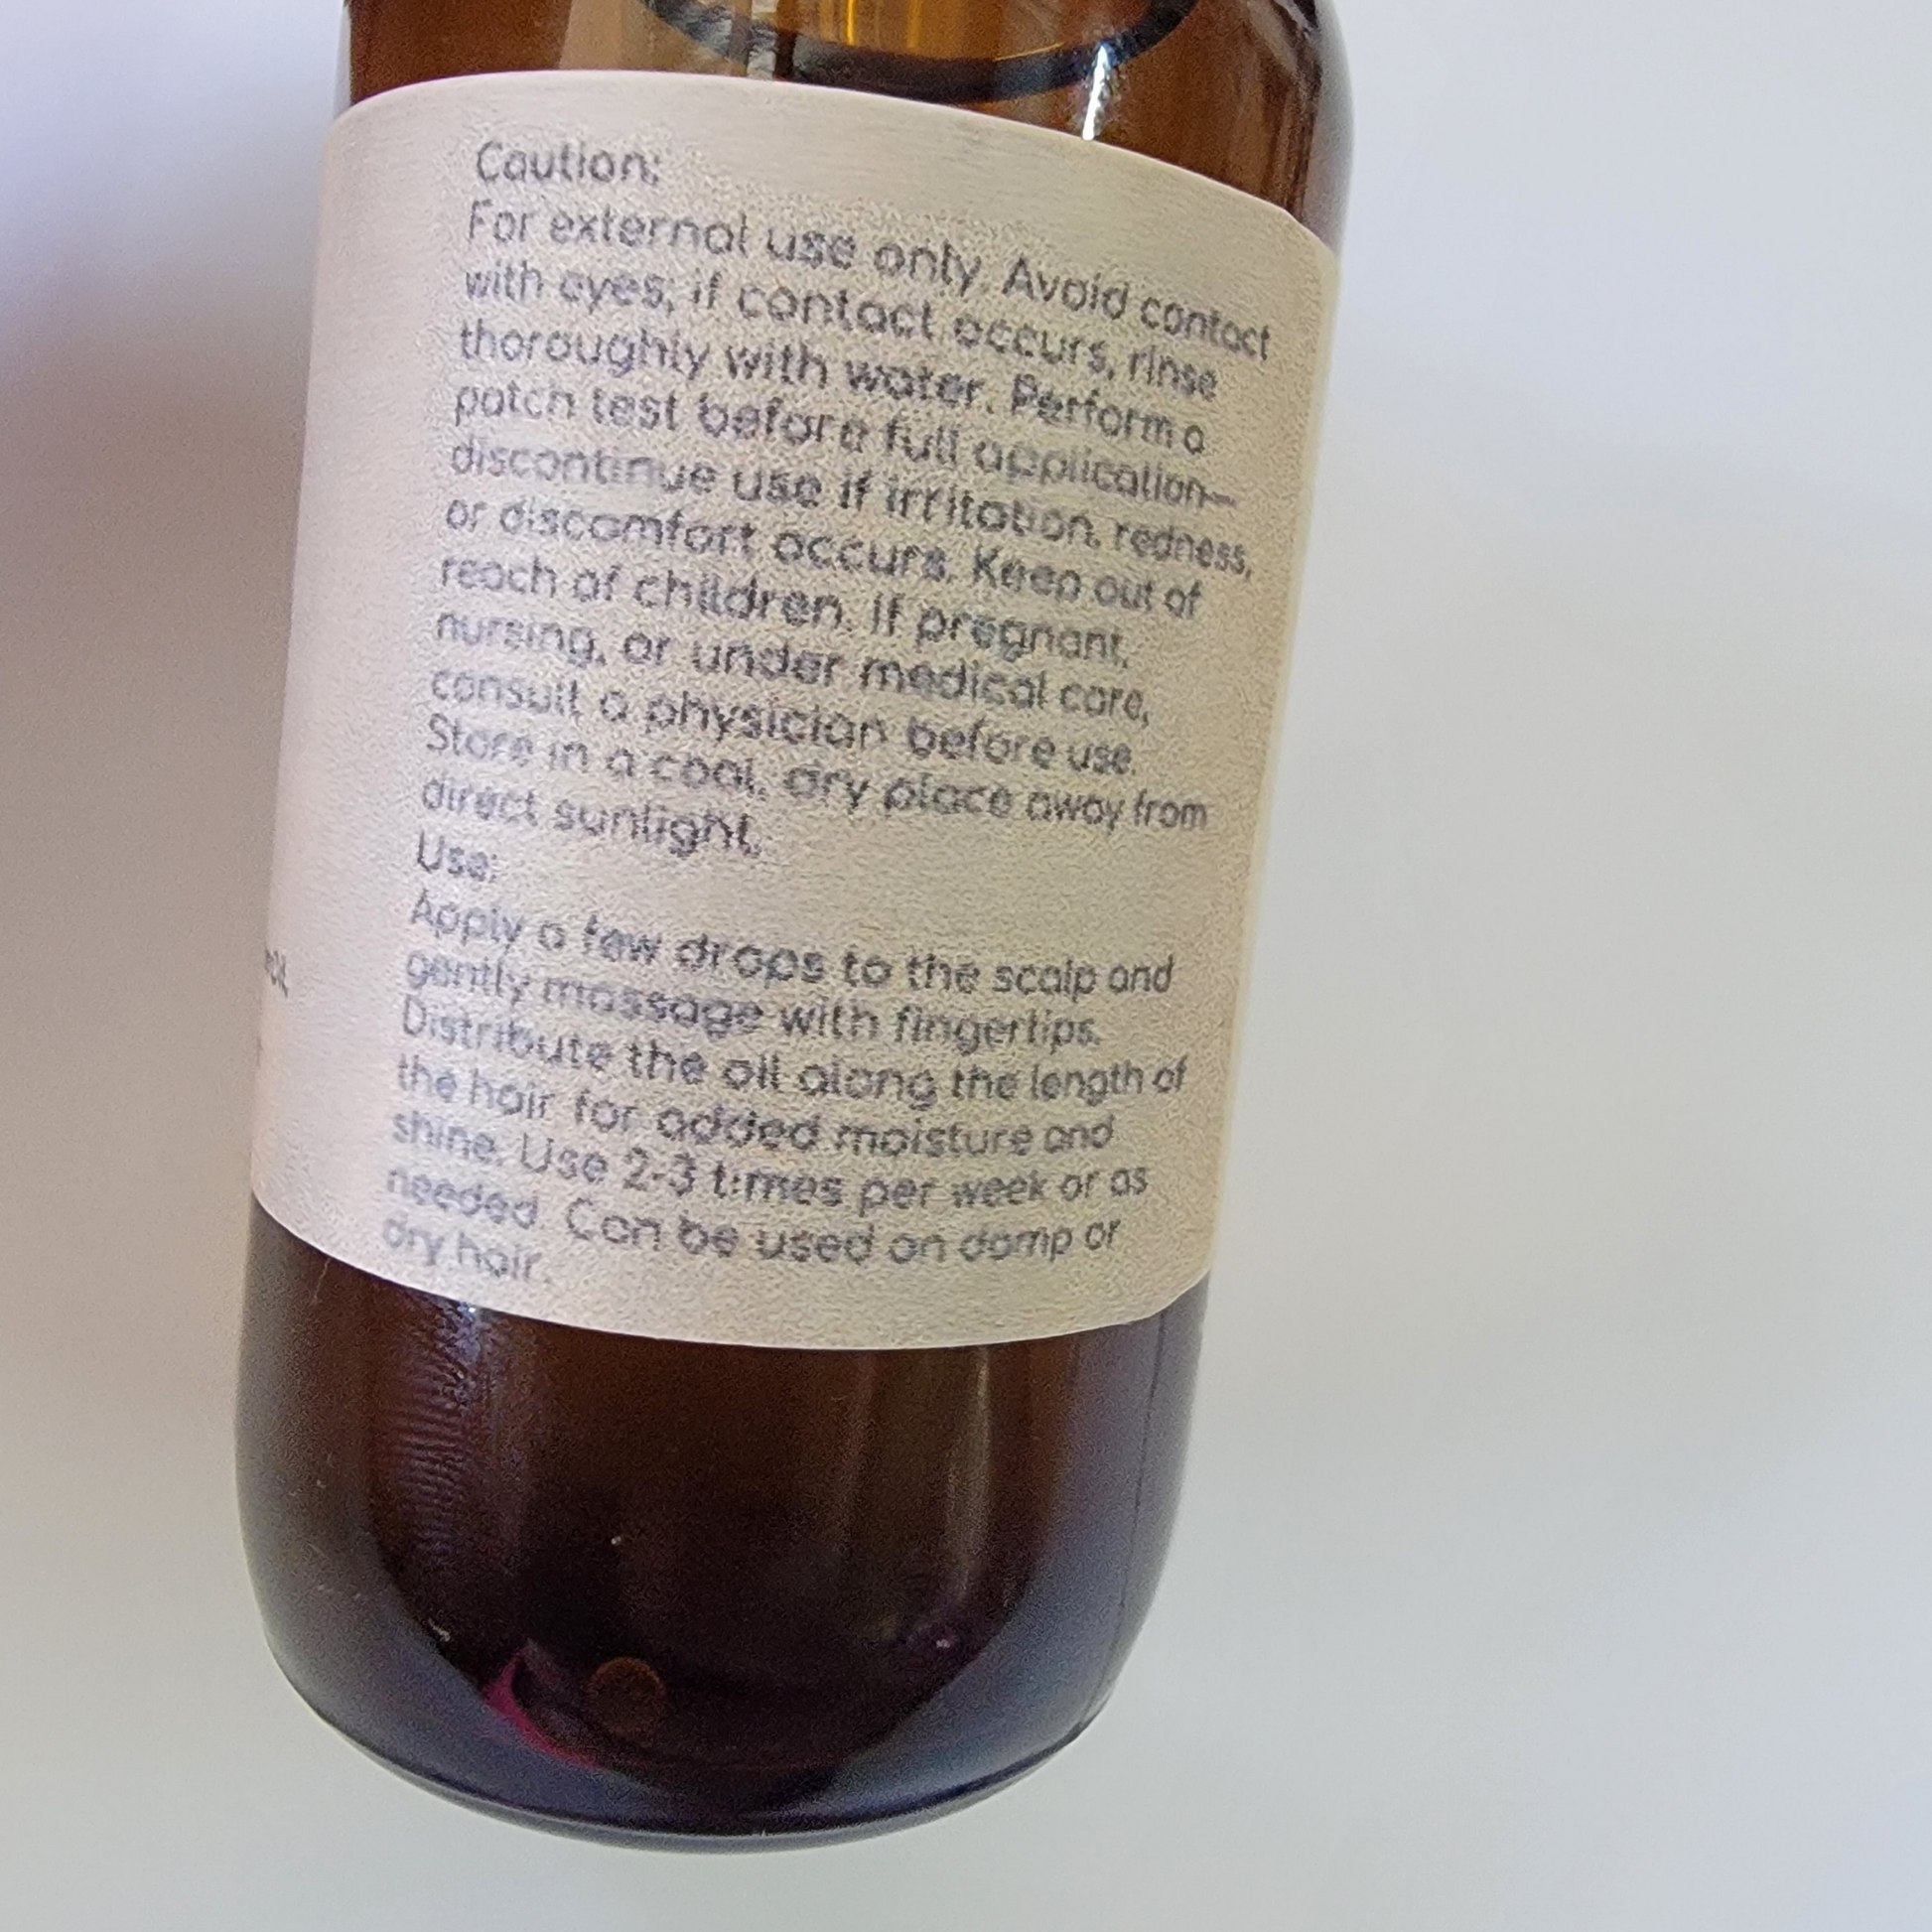 Caution:
For external use only. Avoid contact
with eyes; if contact occurs, rinse
thoroughly with water. Perform a
patch test before full application—
discontinue use if irritation, redness,
or discomfort occurs. Keep out of
reach of children. If pregnant,
nursing, or under medical care,
consult a physician before use.
Store in a cool, dry place away from
direct sunlight.
Use:
Apply a few drops to the scalp and
gently massage with fingertips.
Distribute the oil along the length of
the hair for added moisture and
shine. Use 2-3 times per week or as
needed. Can be used on damp or
dry hair.